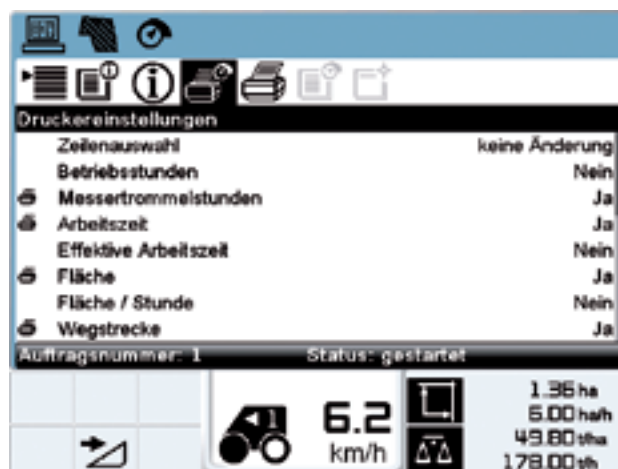 Druckereinstellungen
Zeilenauswahl keine Änderung
Betriebsstunden Nein
Messertrommelstunden Ja
Arbeitszeit Ja
Effektive Arbeitszeit Nein
Fläche Ja
Fläche / Stunde Nein
Wegstrecke Ja
Auftragsnummer: 1 Status: gestartet
1
6.2
km/h
1.36 ha
6.00 ha/h
49.80 t/ha
178.00 t/h